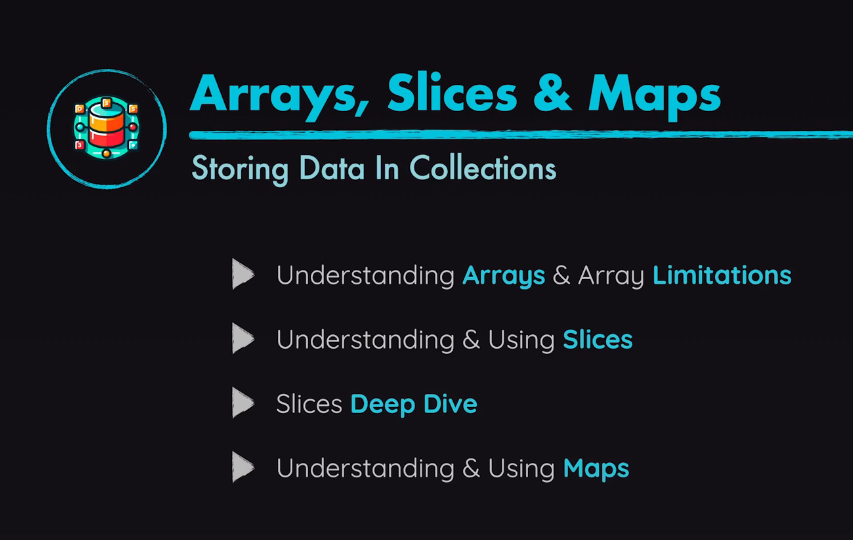 Arrays, Slices & Maps
Storing Data In Collections
Understanding Arrays & Array Limitations
Understanding & Using Slices
Slices Deep Dive
Understanding & Using Maps